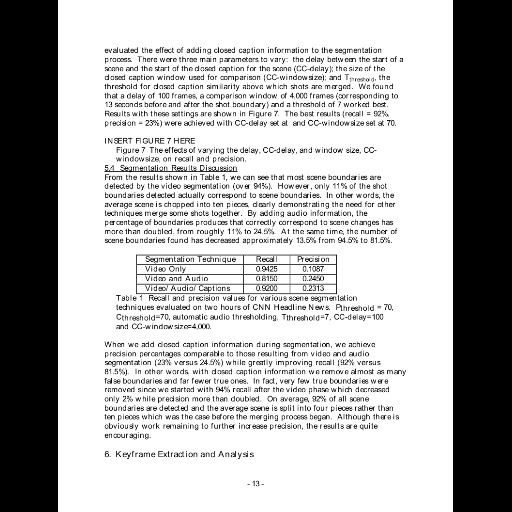 evaluated the effect of adding closed caption information to the segmentation
process. There were three main parameters to vary: the delay between the start of a
scene and the start of the closed caption for the scene (CC-delay); the size of the
closed caption window used for comparison (CC-windowsize); and Tthreshold, the
threshold for closed caption similarity above which shots are merged. We found
that a delay of 100 frames, a comparison window of 4,000 frames (corresponding to
13 seconds before and after the shot boundary) and a threshold of 7 worked best.
Results with these settings are shown in Figure 7. The best results (recall = 92%,
precision = 23%) were achieved with CC-delay set at and CC-windowsize set at 70.
INSERT FIGURE 7 HERE
Figure 7 The effects of varying the delay, CC-delay, and window size, CC-
windowsize, on recall and precision.
5.4 Segmentation Results Discussion
From the results shown in Table 1, we can see that most scene boundaries are
detected by the video segmentation (over 94%). However, only 11% of the shot
boundaries detected actually correspond to scene boundaries. In other words, the
average scene is chopped into ten pieces, clearly demonstrating the need for other
techniques merge some shots together. By adding audio information, the
percentage of boundaries produces that correctly correspond to scene changes has
more than doubled, from roughly 11% to 24.5%. At the same time, the number of
scene boundaries found has decreased approximately 13.5% from 94.5% to 81.5%.
Segmentation Technique Recall Precision
Video Only 0.9425 0.1087
Video and Audio 0.8150 0.2450
Video/ Audio/ Captions 0.9200 0.2313
Table 1 Recall and precision values for various scene segmentation
techniques evaluated on two hours of CNN Headline News. Pthreshold = 70,
Cthreshold=70, automatic audio thresholding, Tthreshold=7, CC-delay=100
and CC-windowsize=4,000.
When we add closed caption information during segmentation, we achieve
precision percentages comparable to those resulting from video and audio
segmentation (23% versus 24.5%) while greatly improving recall (92% versus
81.5%). In other words, with closed caption information we remove almost as many
false boundaries and far fewer true ones. In fact, very few true boundaries were
removed since we started with 94% recall after the video phase which decreased
only 2% while precision more than doubled. On average, 92% of all scene
boundaries are detected and the average scene is split into four pieces rather than
ten pieces which was the case before the merging process began. Although there is
obviously work remaining to further increase precision, the results are quite
encouraging.
6. Keyframe Extraction and Analysis
- 13 -